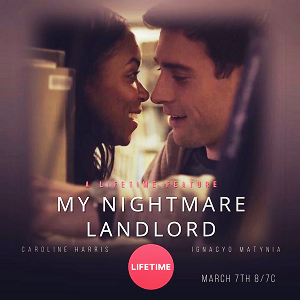 A LIFETIME FEATURE
MY NIGHTMARE
LANDLORD
CAROLINE HARRIS IGNACYO MATYNIA
LIFETIME
MARCH 7TH 8/7C